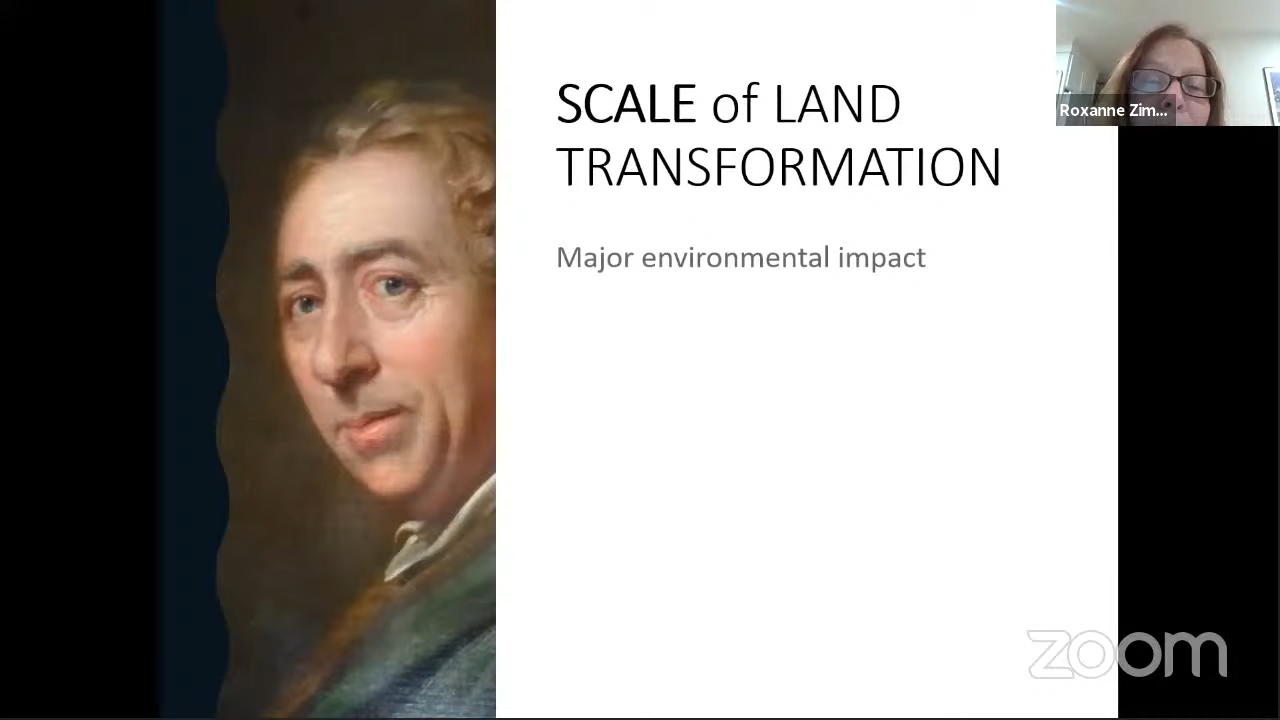 SCALE of LAND
TRANSFORMATION
Major environmental impact
Roxanne Zim...
zoom